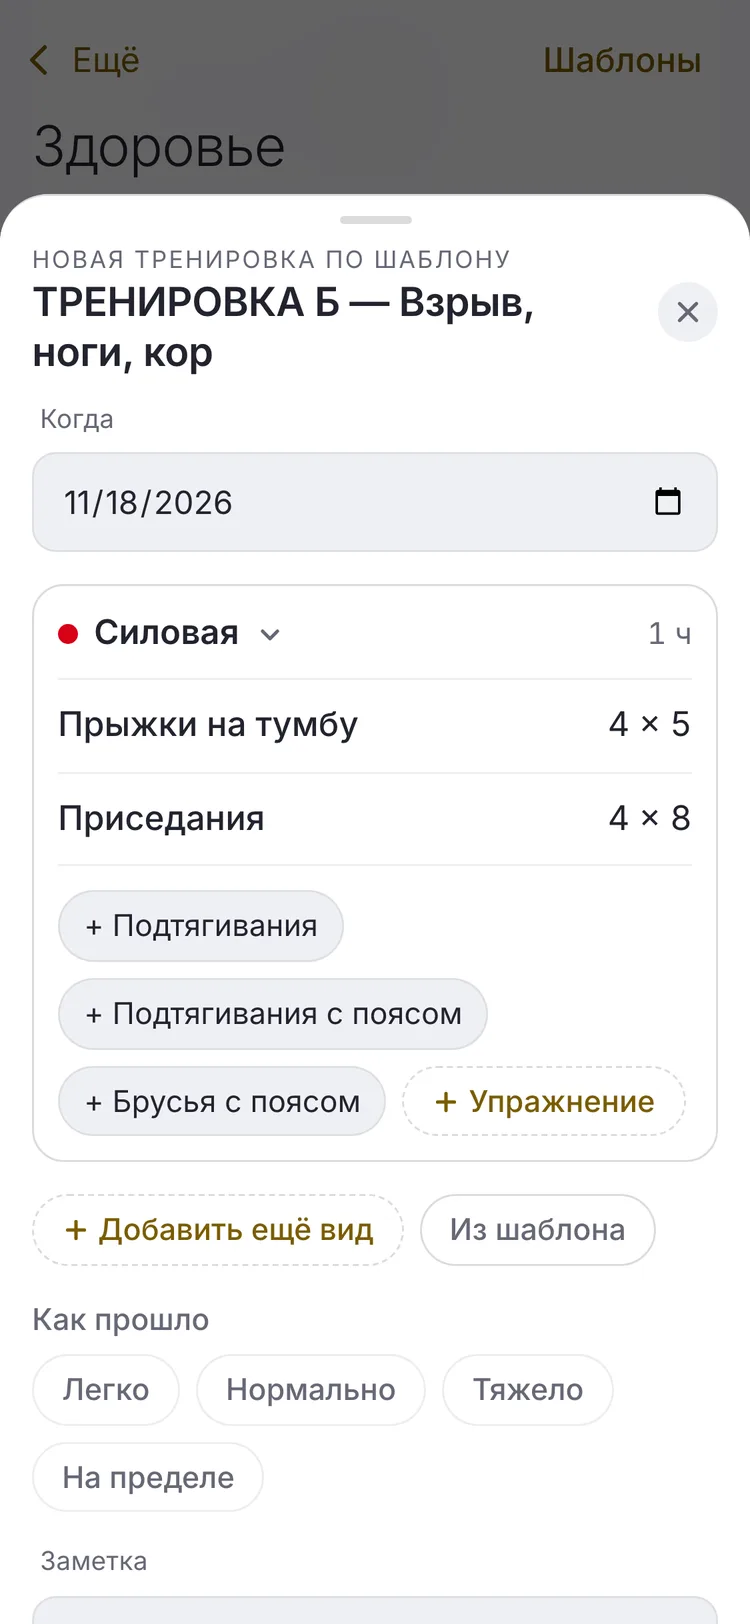 Ещё
Шаблоны
Здоровье
НОВАЯ ТРЕНИРОВКА ПО ШАБЛОНУ
ТРЕНИРОВКА Б — Взрыв,
ноги, кор
Когда
11/18/2026
Силовая
1 ч
Прыжки на тумбу
4 × 5
Приседания
4 × 8
+ Подтягивания
+ Подтягивания с поясом
+ Брусья с поясом
+ Упражнение
+ Добавить ещё вид
Из шаблона
Как прошло
Легко
Нормально
Тяжело
На пределе
Заметка